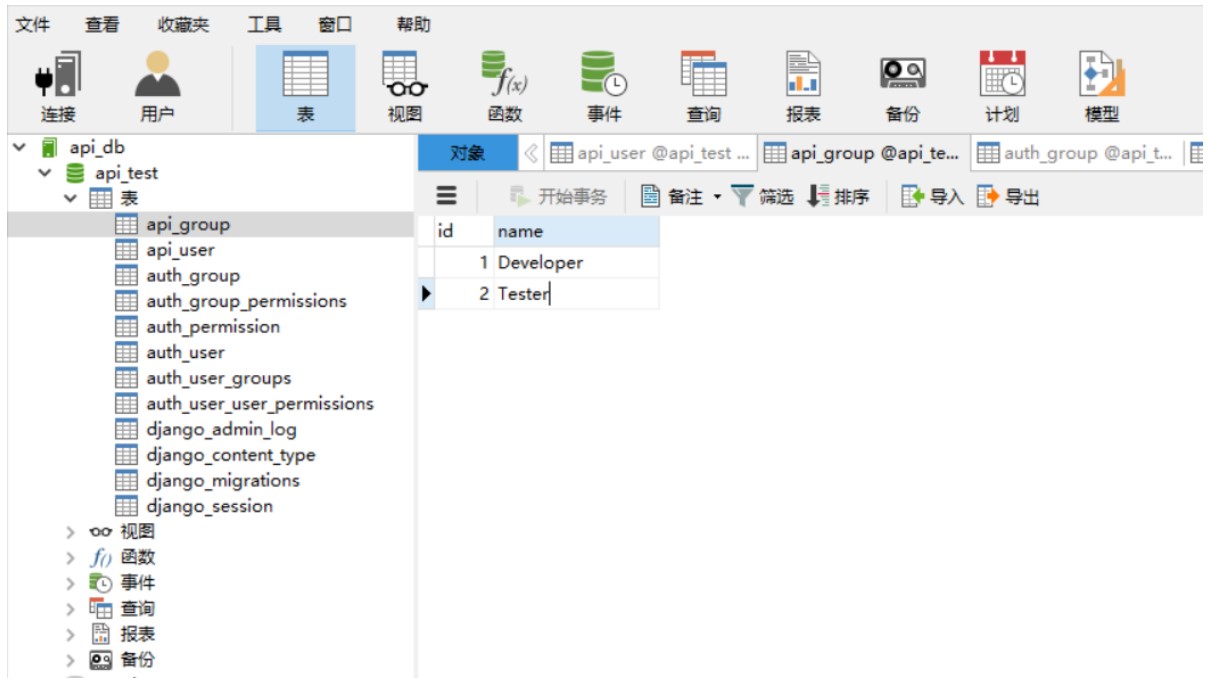 文件 查看 收藏夹 工具 窗口 帮助
连接 用户 表 视图 f(x) 函数 事件 查询 报表 备份 计划 模型
api_db
api_test
表
api_group
api_user
auth_group
auth_group_permissions
auth_permission
auth_user
auth_user_groups
auth_user_user_permissions
django_admin_log
django_content_type
django_migrations
django_session
视图
f() 函数
事件
查询
报表
备份
对象 api_user @api_test ... api_group @api_te... auth_group @api_t...
开始事务 备注 筛选 排序 导入 导出
id name
1 Developer
2 Tester